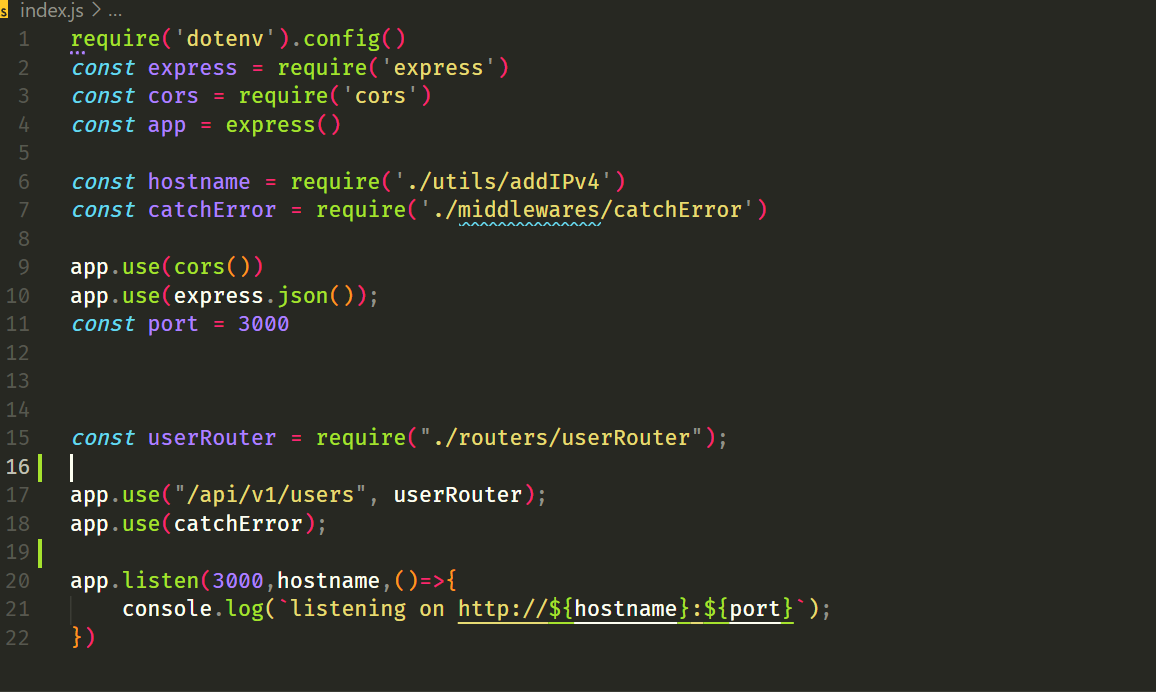 s index.js > ...
1 require('dotenv').config()
2 const express = require('express')
3 const cors = require('cors')
4 const app = express()
5
6 const hostname = require('./utils/addIPv4')
7 const catchError = require('./middlewares/catchError')
8
9 app.use(cors())
10 app.use(express.json());
11 const port = 3000
12
13
14
15 const userRouter = require("./routers/userRouter");
16
17 app.use("/api/v1/users", userRouter);
18 app.use(catchError);
19
20 app.listen(3000,hostname,()=>{
21     console.log(`listening on http://${hostname}:${port}`);
22 })